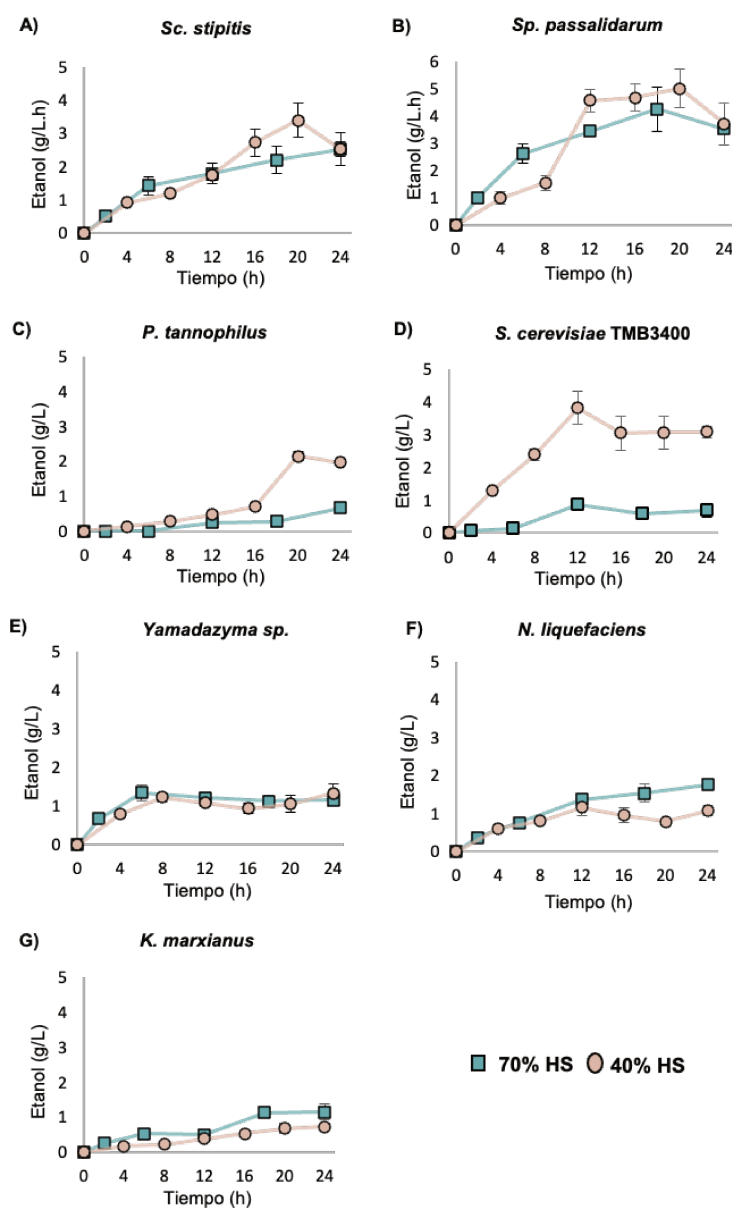 A)
Sc. stipitis
Etanol (g/L.h)
5
4
3
2
1
0
0 4 8 12 16 20 24
Tiempo (h)
B)
Sp. passalidarum
Etanol (g/L.h)
6
5
4
3
2
1
0
0 4 8 12 16 20 24
Tiempo (h)
C)
P. tannophilus
Etanol (g/L)
5
4
3
2
1
0
0 4 8 12 16 20 24
Tiempo (h)
D)
S. cerevisiae TMB3400
Etanol (g/L)
5
4
3
2
1
0
0 4 8 12 16 20 24
Tiempo (h)
E)
Yamadazyma sp.
Etanol (g/L)
5
4
3
2
1
0
0 4 8 12 16 20 24
Tiempo (h)
F)
N. liquefaciens
Etanol (g/L)
5
4
3
2
1
0
0 4 8 12 16 20 24
Tiempo (h)
G)
K. marxianus
Etanol (g/L)
5
4
3
2
1
0
0 4 8 12 16 20 24
Tiempo (h)
70% HS 40% HS